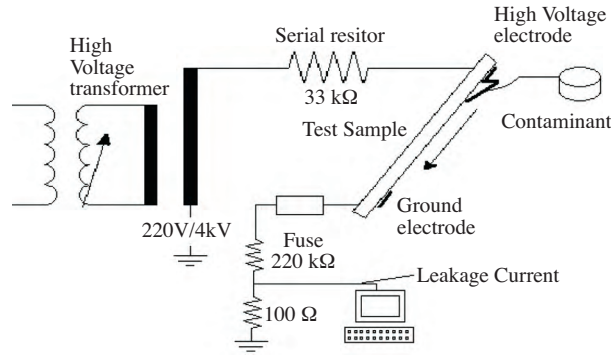 High
Voltage
transformer
Serial resitor
33 kΩ
High Voltage
electrode
Contaminant
Test Sample
Ground
electrode
220V/4kV
Fuse
220 kΩ
Leakage Current
100 Ω